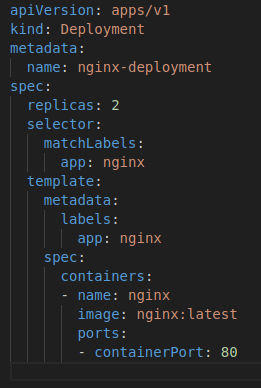 apiVersion: apps/v1
kind: Deployment
metadata:
  name: nginx-deployment
spec:
  replicas: 2
  selector:
    matchLabels:
      app: nginx
  template:
    metadata:
      labels:
        app: nginx
    spec:
      containers:
      - name: nginx
        image: nginx:latest
        ports:
        - containerPort: 80